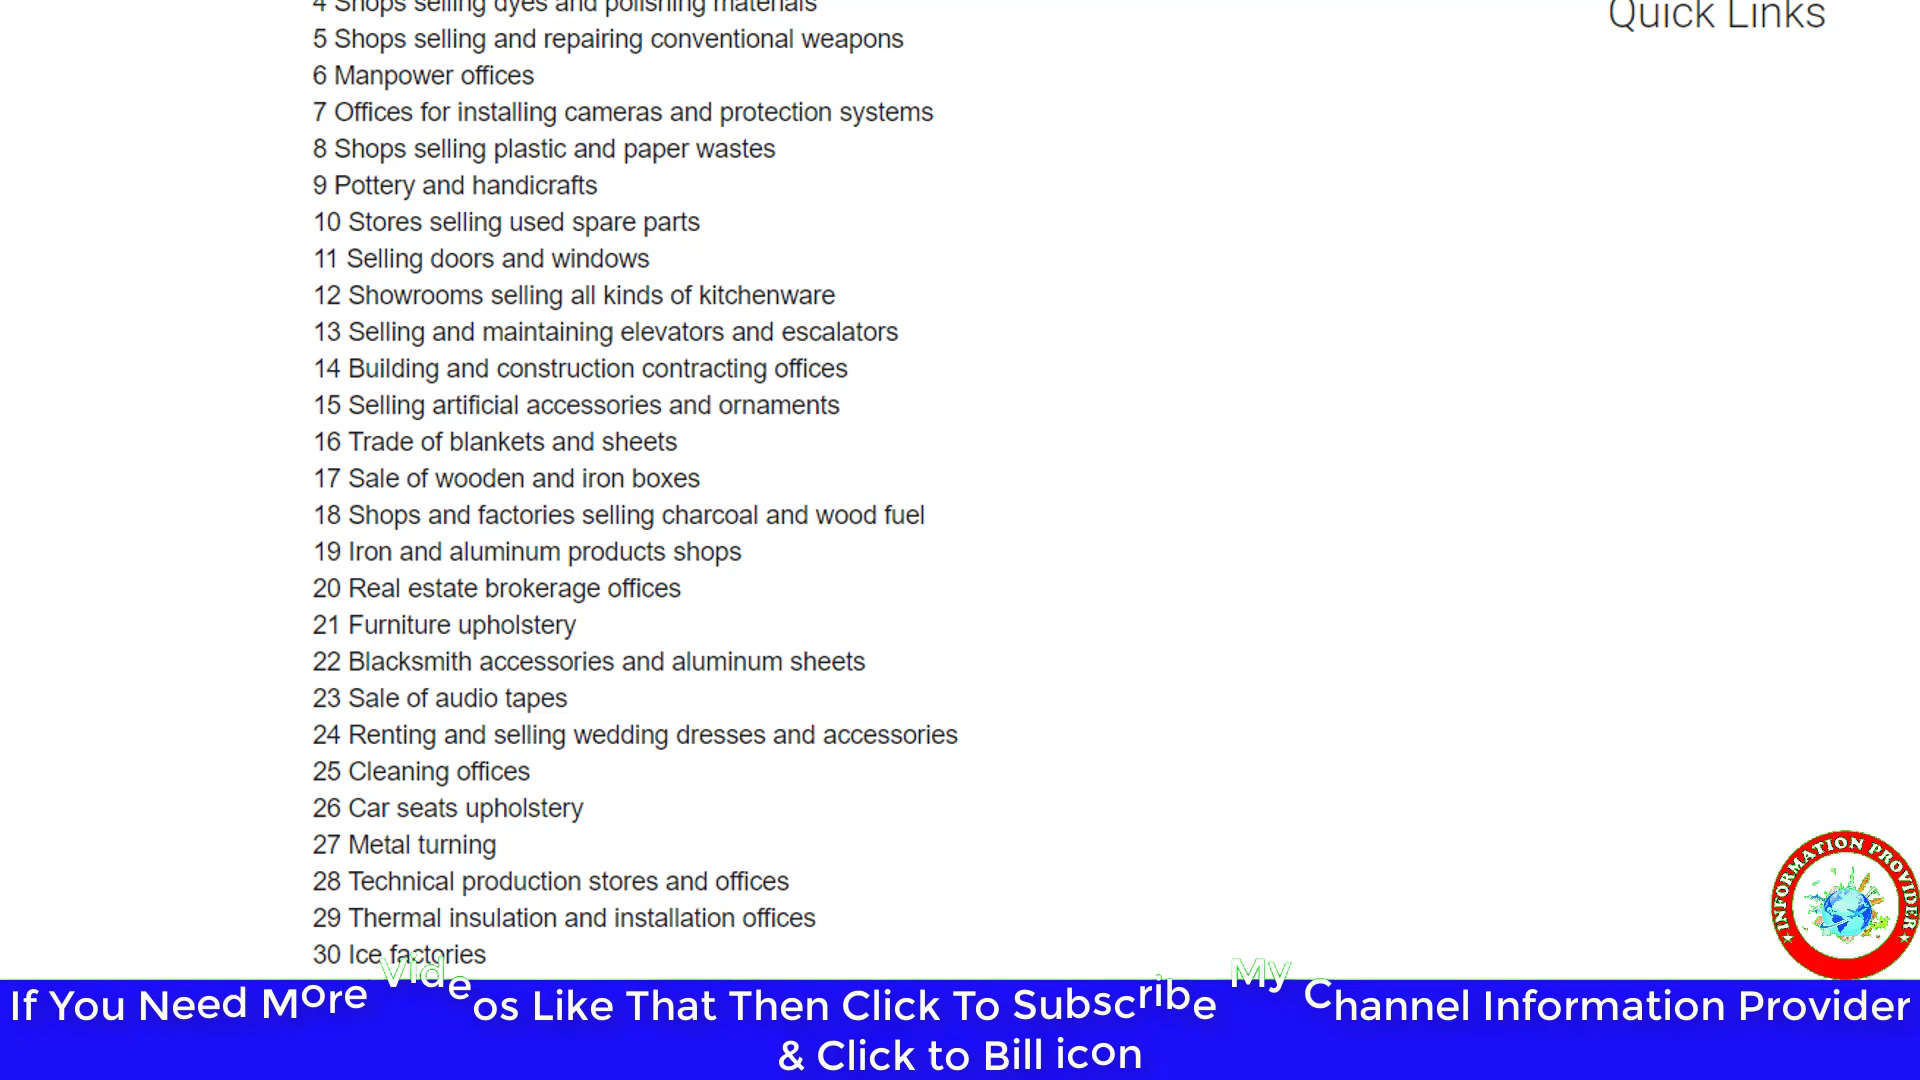 4 Shops selling dyes and polishing materials
Quick Links
5 Shops selling and repairing conventional weapons
6 Manpower offices
7 Offices for installing cameras and protection systems
8 Shops selling plastic and paper wastes
9 Pottery and handicrafts
10 Stores selling used spare parts
11 Selling doors and windows
12 Showrooms selling all kinds of kitchenware
13 Selling and maintaining elevators and escalators
14 Building and construction contracting offices
15 Selling artificial accessories and ornaments
16 Trade of blankets and sheets
17 Sale of wooden and iron boxes
18 Shops and factories selling charcoal and wood fuel
19 Iron and aluminum products shops
20 Real estate brokerage offices
21 Furniture upholstery
22 Blacksmith accessories and aluminum sheets
23 Sale of audio tapes
24 Renting and selling wedding dresses and accessories
25 Cleaning offices
26 Car seats upholstery
27 Metal turning
28 Technical production stores and offices
29 Thermal insulation and installation offices
30 Ice factories
INFORMATION PROVIDER
If You Need More Videos Like That Then Click To Subscribe My Channel Information Provider
& Click to Bill icon